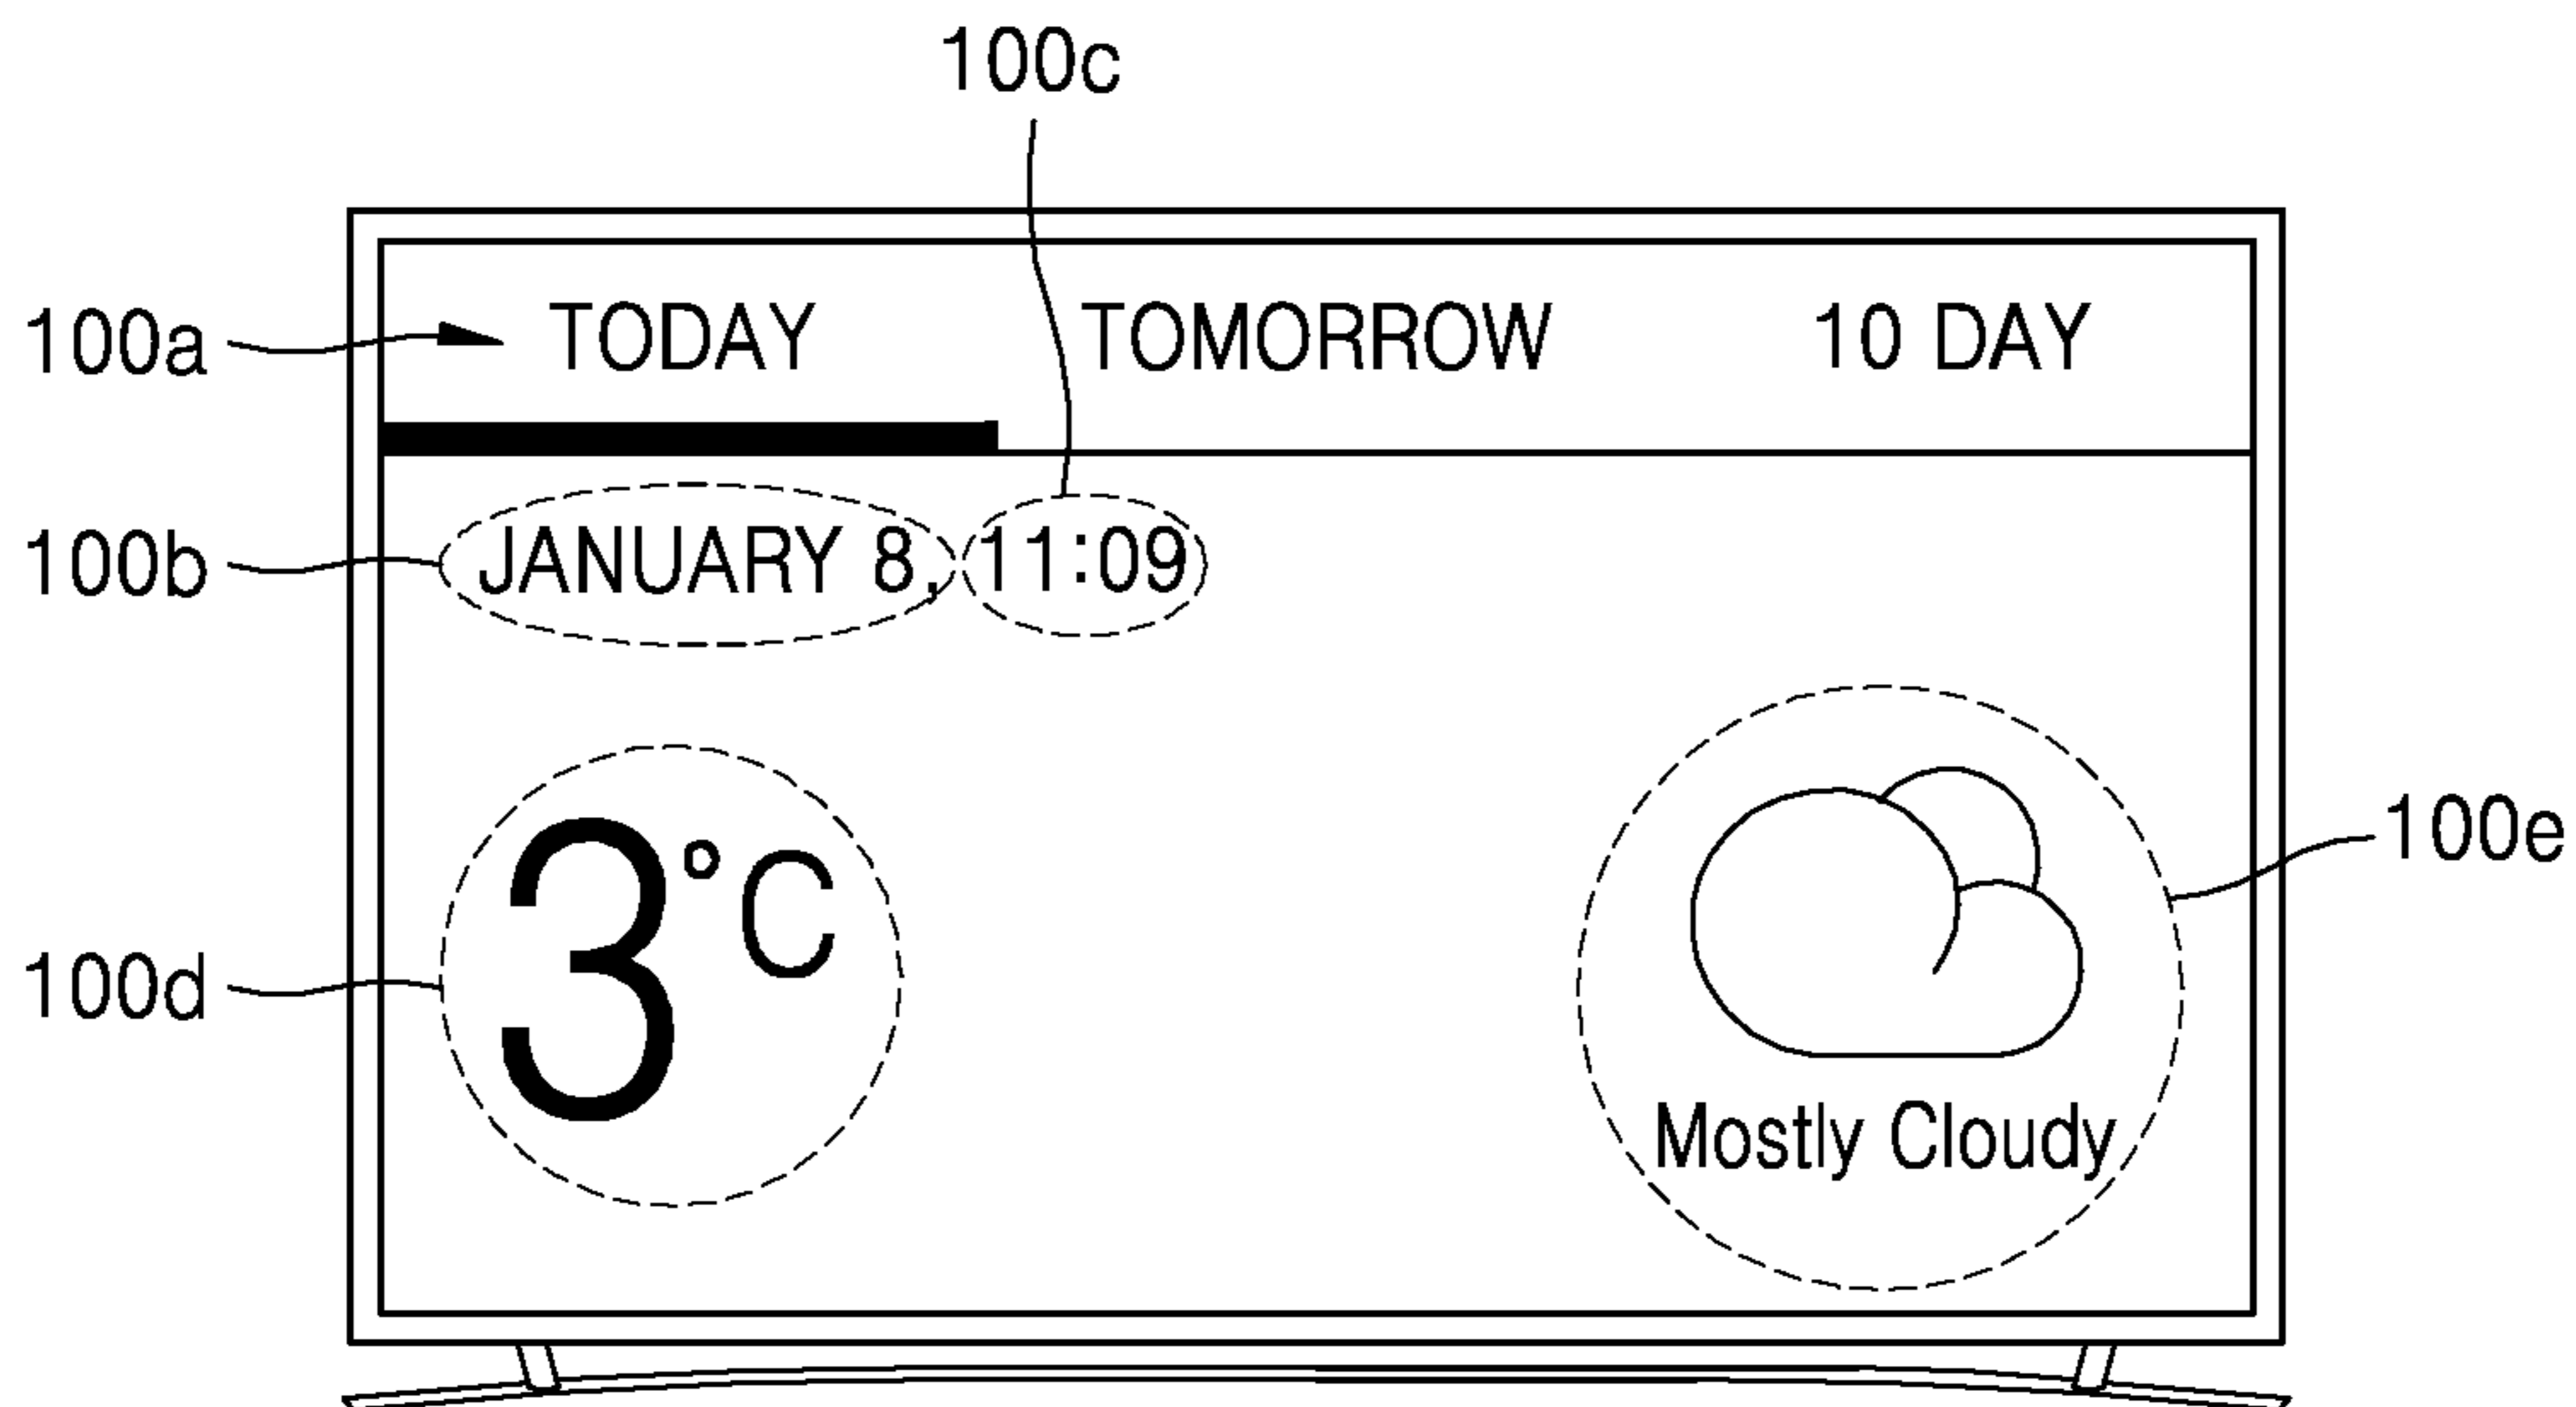 100c
100a TODAY TOMORROW 10 DAY
100b JANUARY 8, 11:09
100d 3°C
100e
Mostly Cloudy